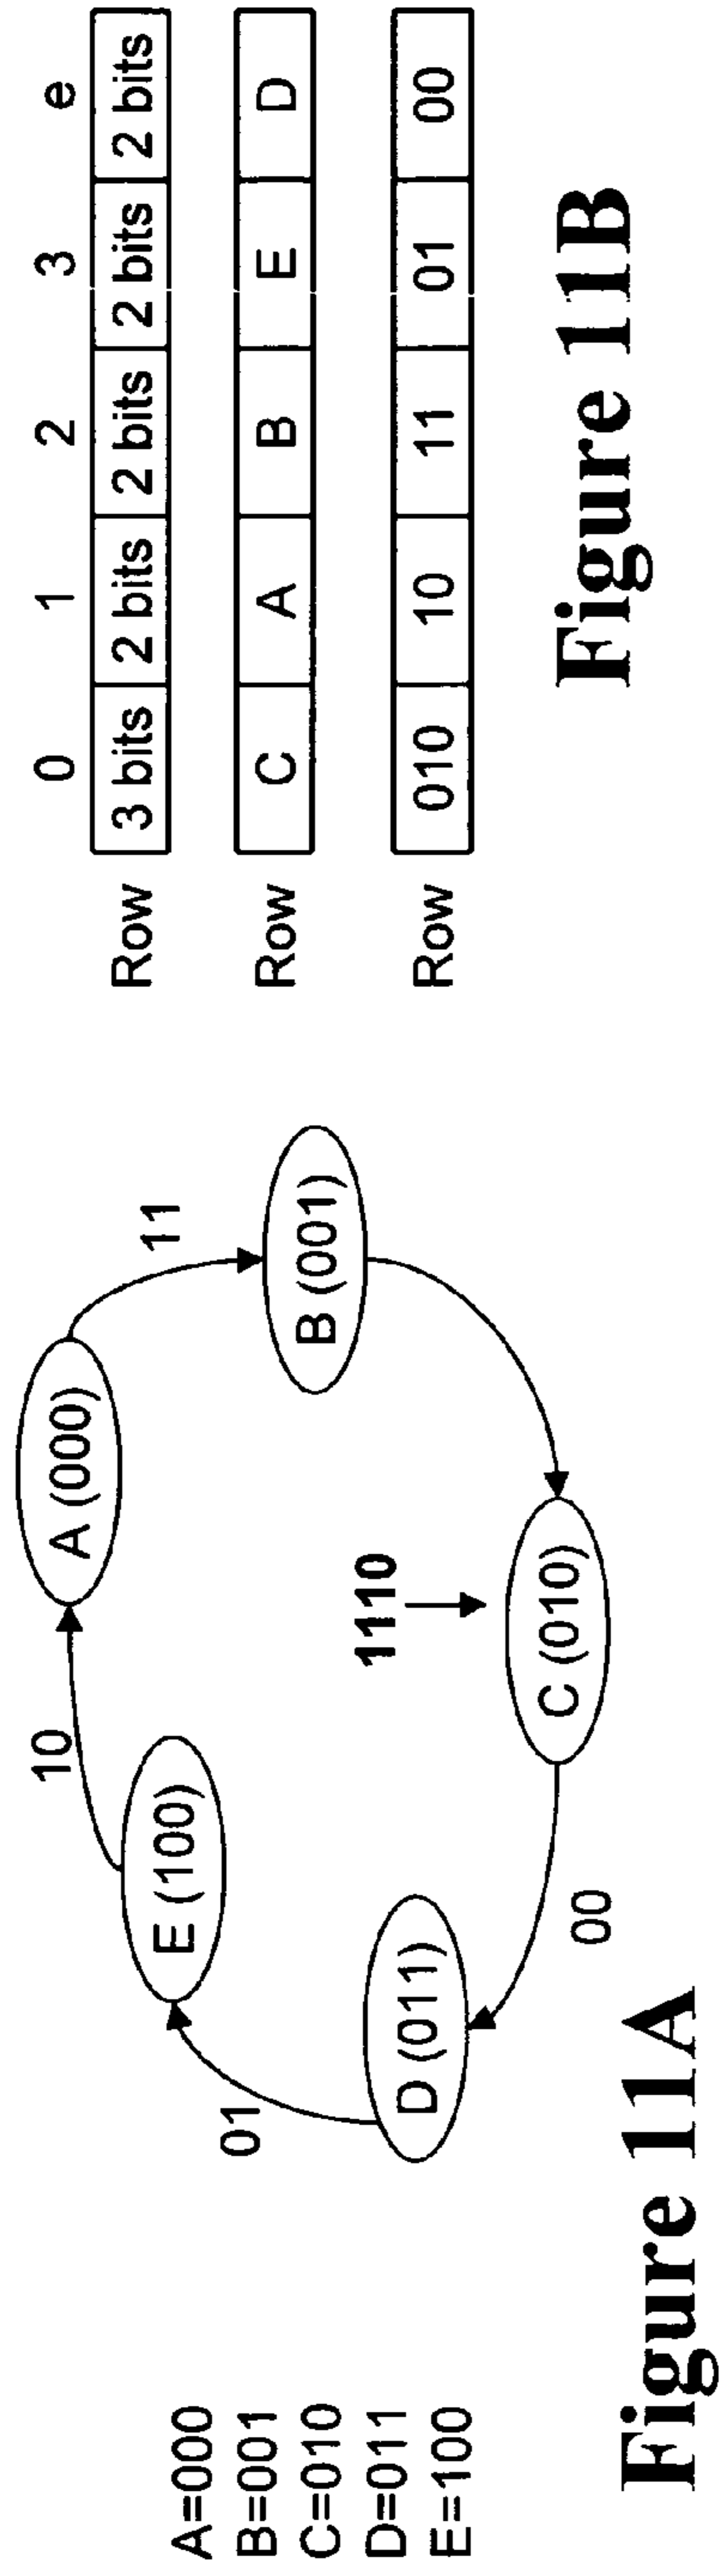 A=000
B=001
C=010
D=011
E=100
A (000)
11
B (001)
10
E (100)
1110
C (010)
01
D (011)
00
Figure 11A
0 1 2 3 e
Row 3 bits 2 bits 2 bits 2 bits 2 bits
Row C A B E D
Row 010 10 11 01 00
Figure 11B